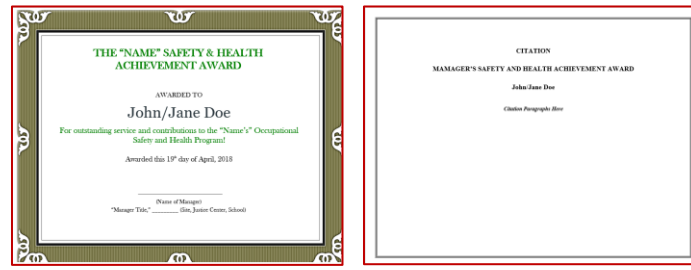 THE “NAME” SAFETY & HEALTH
ACHIEVEMENT AWARD
AWARDED TO
John/Jane Doe
For outstanding service and contributions to the “Name’s” Occupational
Safety and Health Program!
Awarded this 19th day of April, 2018
(Name of Manager)
“Manager Title,” ________ (Site, Justice Center, School)
CITATION
MAMAGER’S SAFETY AND HEALTH ACHIEVEMENT AWARD
John/Jane Doe
Citation Paragraphs Here